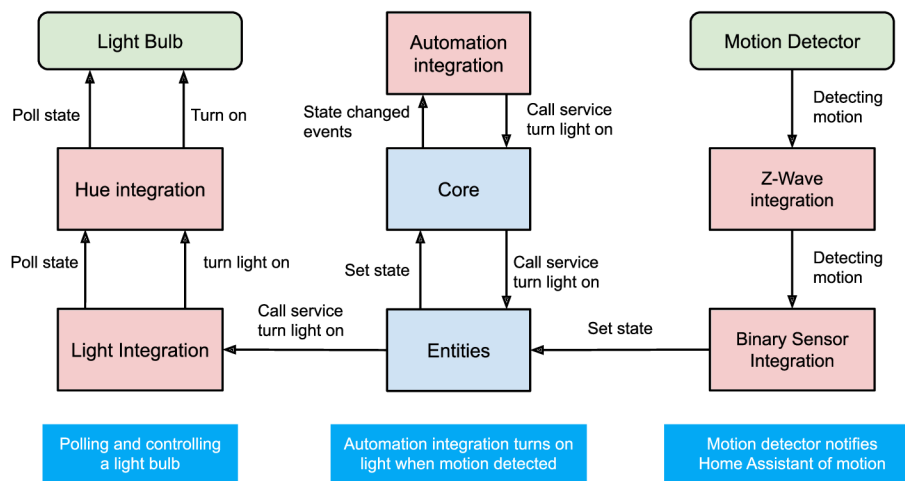 Light Bulb
Automation
integration
Motion Detector
Poll state
Turn on
State changed
events
Call service
turn light on
Detecting
motion
Hue integration
Core
Z-Wave
integration
Poll state
turn light on
Set state
Call service
turn light on
Detecting
motion
Call service
turn light on
Set state
Light Integration
Entities
Binary Sensor
Integration
Polling and controlling
a light bulb
Automation integration turns on
light when motion detected
Motion detector notifies
Home Assistant of motion